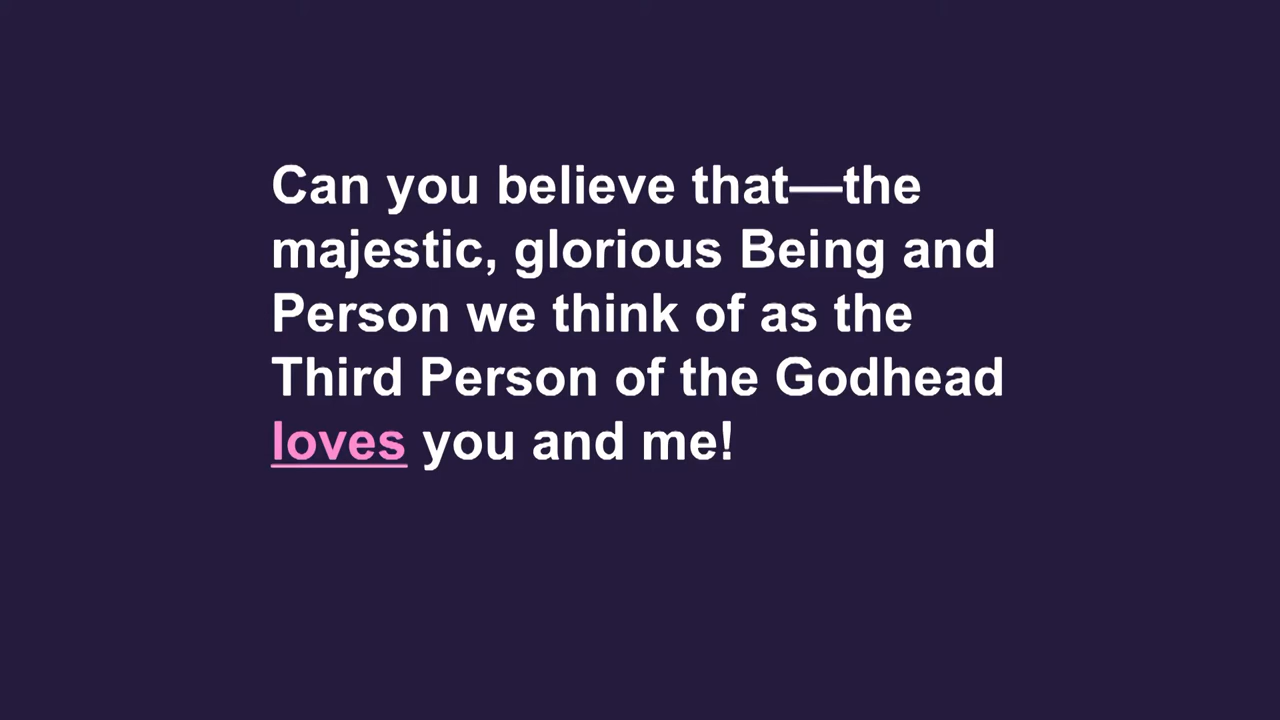 Can you believe that—the
majestic, glorious Being and
Person we think of as the
Third Person of the Godhead
loves you and me!